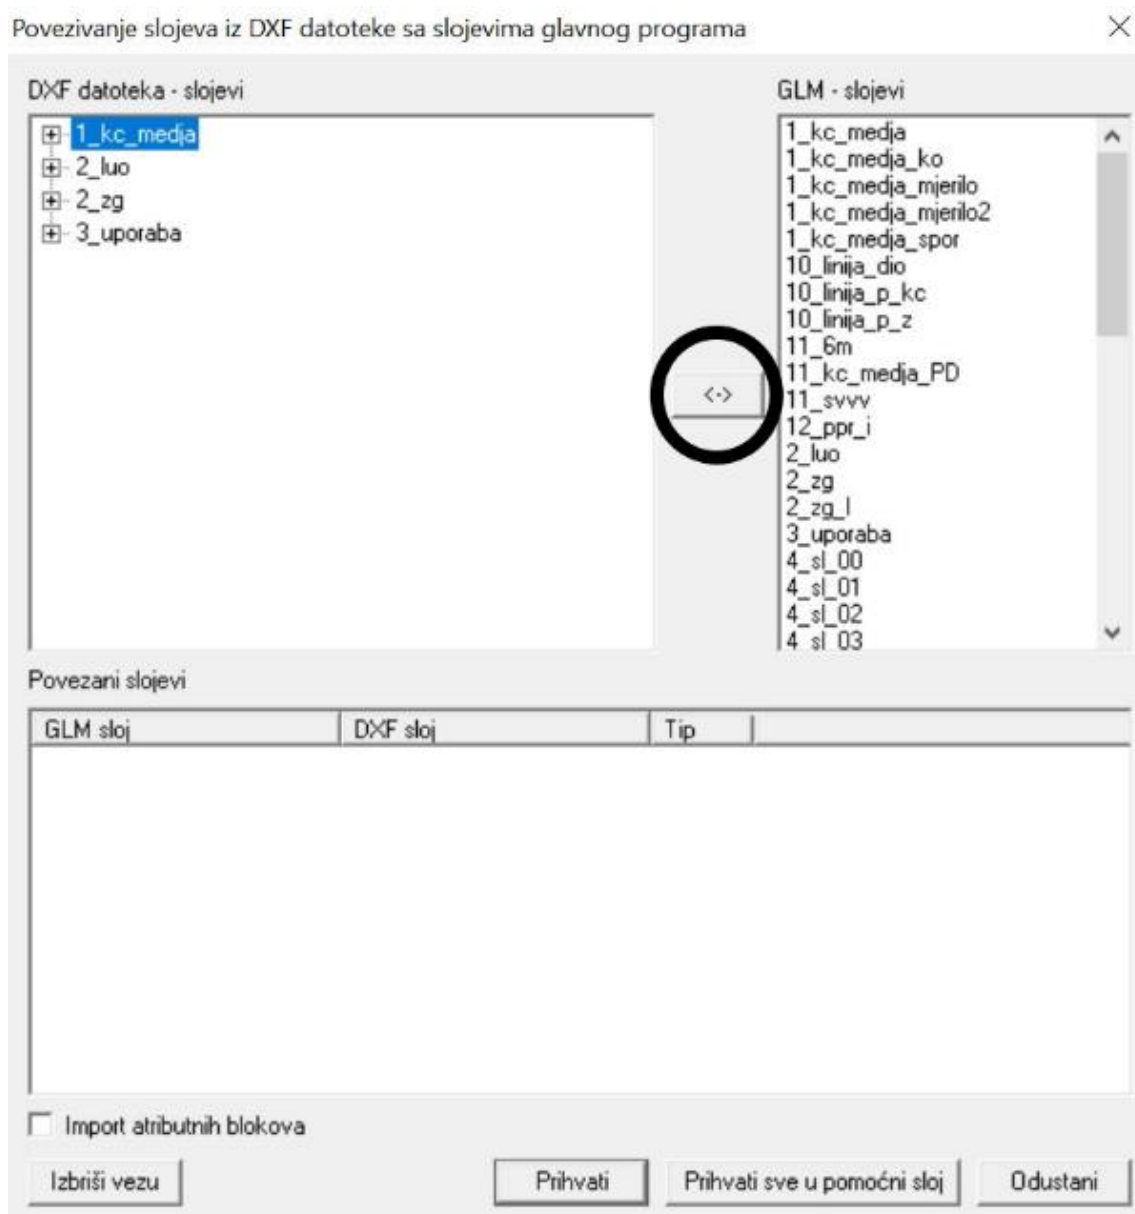 Povezivanje slojeva iz DXF datoteke sa slojevima glavnog programa
DXF datoteka - slojevi
1_kc_medja
2_luo
2_zg
3_uporaba
<·>
GLM - slojevi
1_kc_medja
1_kc_medja_ko
1_kc_medja_mjerilo
1_kc_medja_mjerilo2
1_kc_medja_spor
10_linija_dio
10_linija_p_kc
10_linija_p_z
11_6m
11_kc_medja_PD
11_svvv
12_ppr_i
2_luo
2_zg
2_zg_l
3_uporaba
4_sl_00
4_sl_01
4_sl_02
4_sl_03
Povezani slojevi
GLM sloj DXF sloj Tip
Import atributnih blokova
Izbriši vezu Prihvati Prihvati sve u pomoćni sloj Odustani